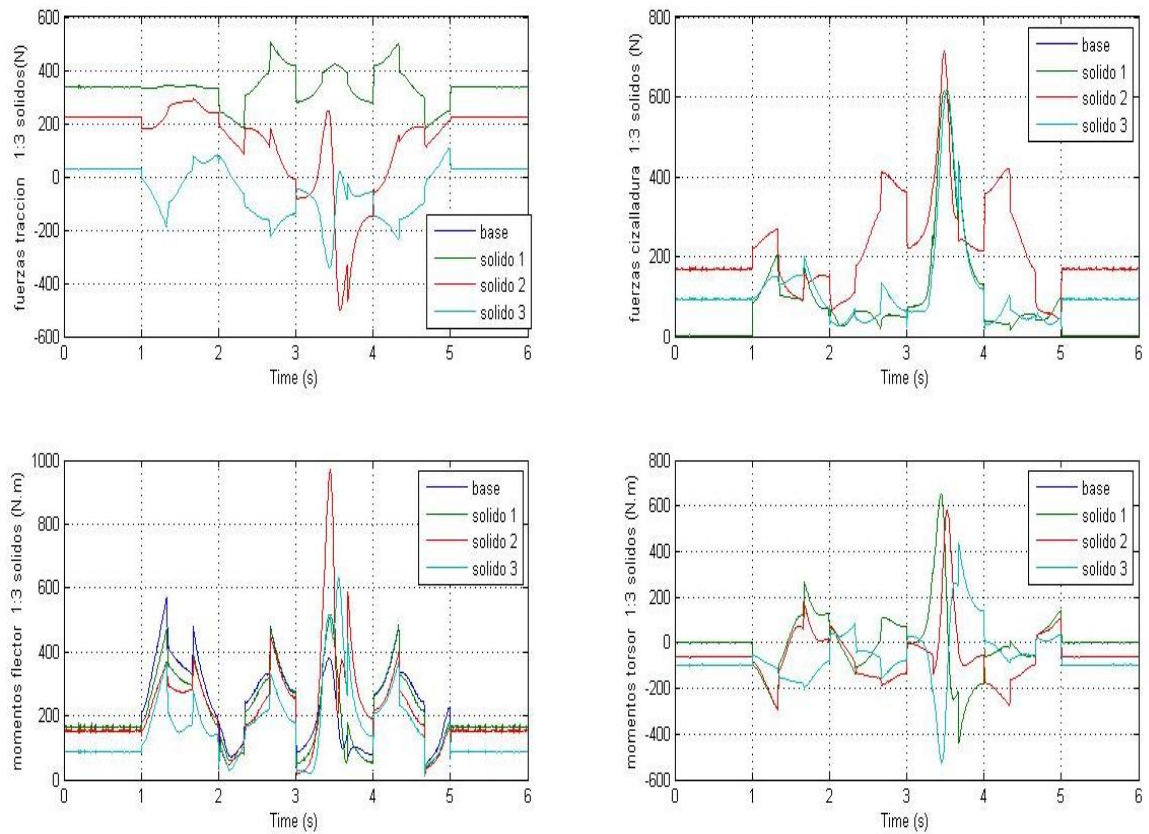 fuerzas traccion 1:3 solidos(N)
600
400
200
0
-200
-400
-600
base
solido 1
solido 2
solido 3
0 1 2 3 4 5 6
Time (s)
fuerzas cizalladura 1:3 solidos (N)
800
600
400
200
0
base
solido 1
solido 2
solido 3
0 1 2 3 4 5 6
Time (s)
momentos flector 1:3 solidos (N.m)
1000
800
600
400
200
0
base
solido 1
solido 2
solido 3
0 1 2 3 4 5 6
Time (s)
momentos torsor 1:3 solidos (N.m)
800
600
400
200
0
-200
-400
-600
base
solido 1
solido 2
solido 3
0 1 2 3 4 5 6
Time (s)